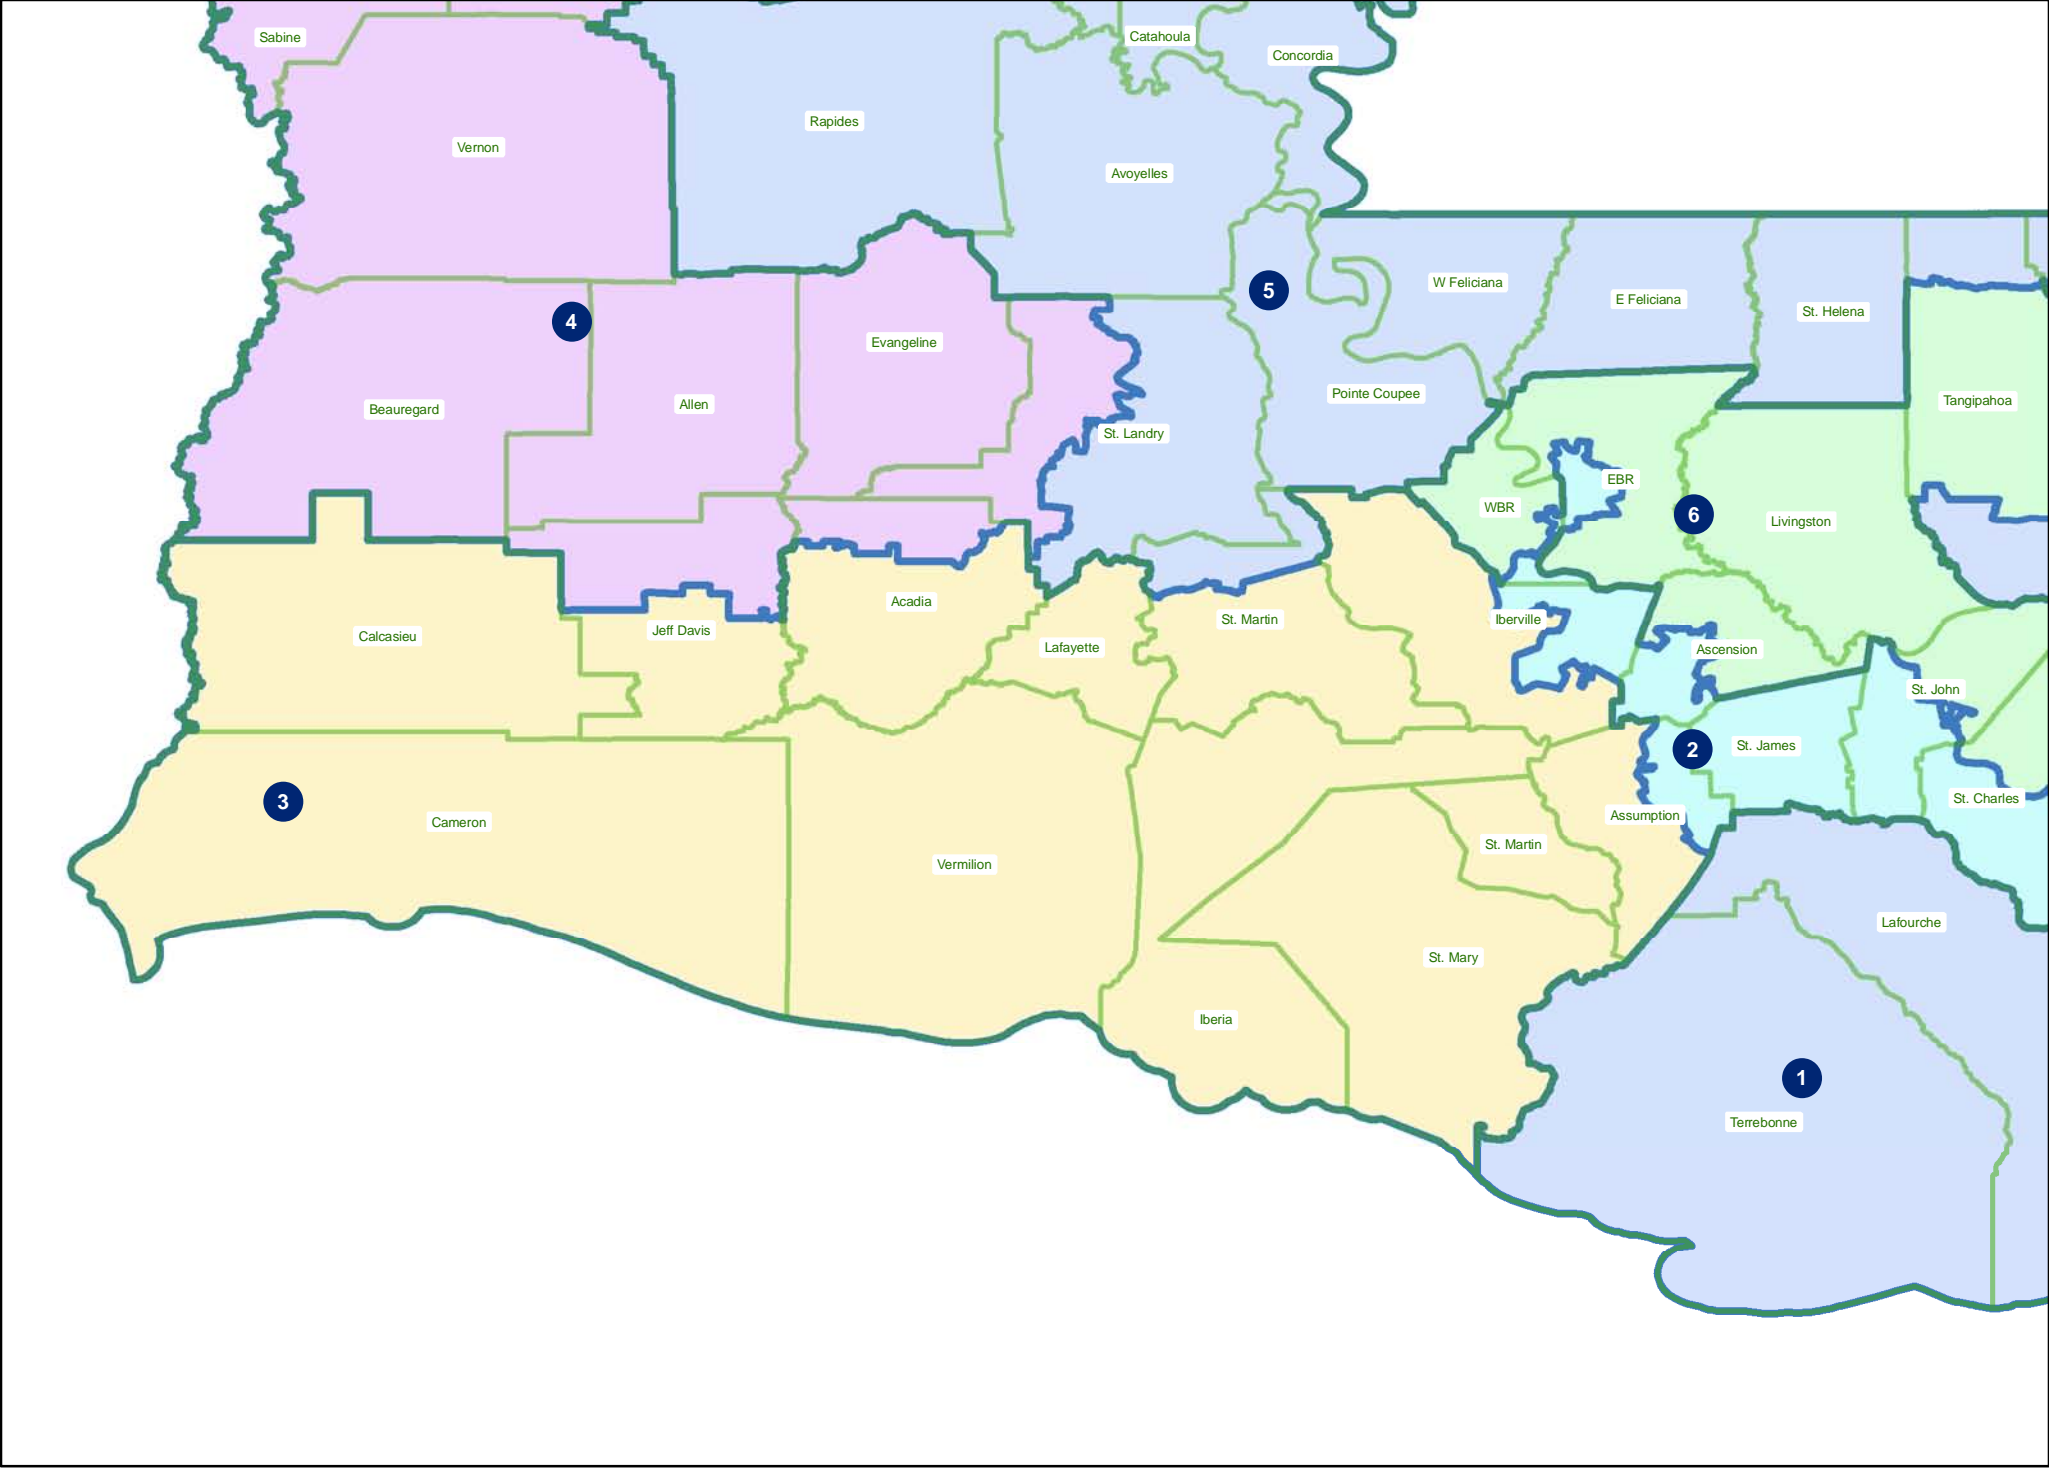 Sabine
Catahoula
Concordia
Rapides
Vernon
Avoyelles
W Feliciana
5
E Feliciana
St. Helena
4
Evangeline
Pointe Coupee
Tangipahoa
Allen
Beauregard
St. Landry
EBR
WBR
6
Livingston
Acadia
St. Martin
Iberville
Jeff Davis
Calcasieu
Lafayette
Ascension
St. John
St. James
2
St. Charles
3
Assumption
Cameron
St. Martin
Vermilion
Lafourche
St. Mary
Iberia
1
Terrebonne